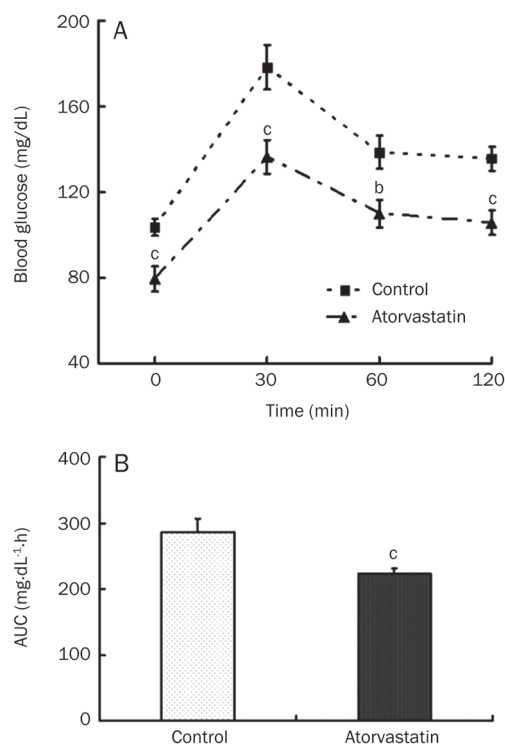 A
200
160
120
80
40
Blood glucose (mg/dL)
c
c
b
c
Control
Atorvastatin
0 30 60 120
Time (min)
B
400
300
200
100
0
AUC (mg·dL⁻¹·h)
c
Control Atorvastatin